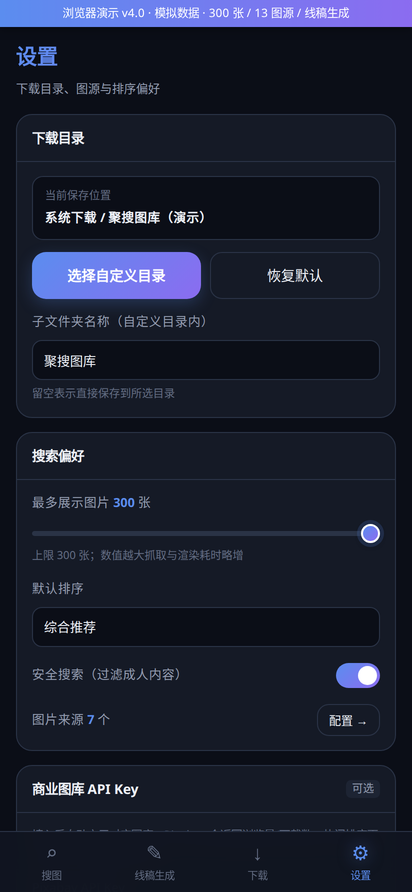 浏览器演示 v4.0 · 模拟数据 · 300 张 / 13 图源 / 线稿生成
设置
下载目录、图源与排序偏好
下载目录
当前保存位置
系统下载 / 聚搜图库（演示）
选择自定义目录
恢复默认
子文件夹名称（自定义目录内）
聚搜图库
留空表示直接保存到所选目录
搜索偏好
最多展示图片 300 张
上限 300 张；数值越大抓取与渲染耗时略增
默认排序
综合推荐
安全搜索（过滤成人内容）
图片来源 7 个
配置 →
商业图库 API Key
可选
搜图
线稿生成
下载
设置